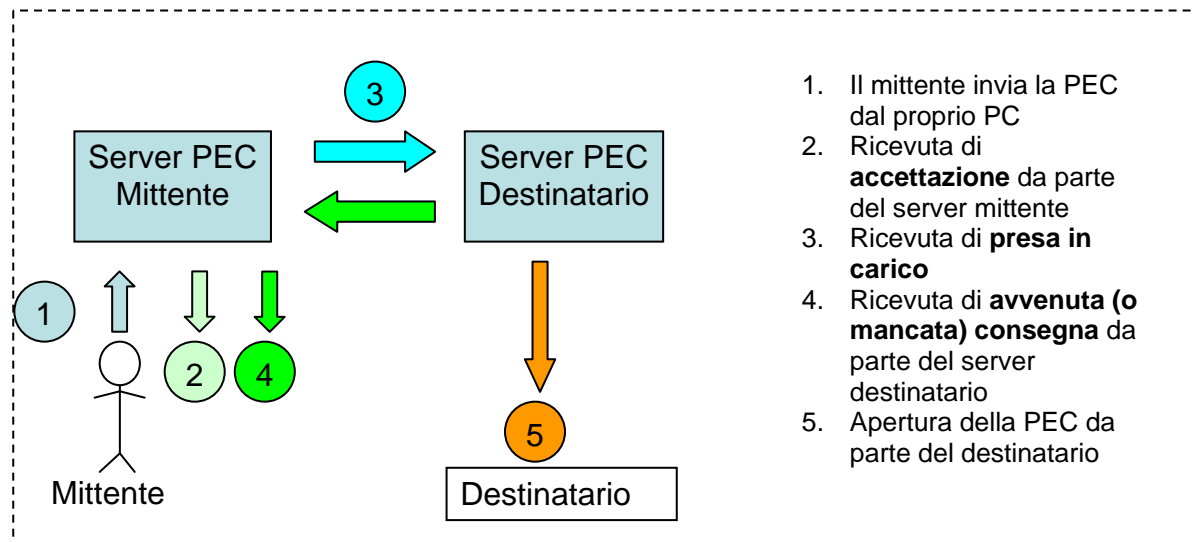 3
Server PEC
Mittente
Server PEC
Destinatario
1
2
4
5
Mittente
Destinatario
1. Il mittente invia la PEC
dal proprio PC
2. Ricevuta di
accettazione da parte
del server mittente
3. Ricevuta di presa in
carico
4. Ricevuta di avvenuta (o
mancata) consegna da
parte del server
destinatario
5. Apertura della PEC da
parte del destinatario